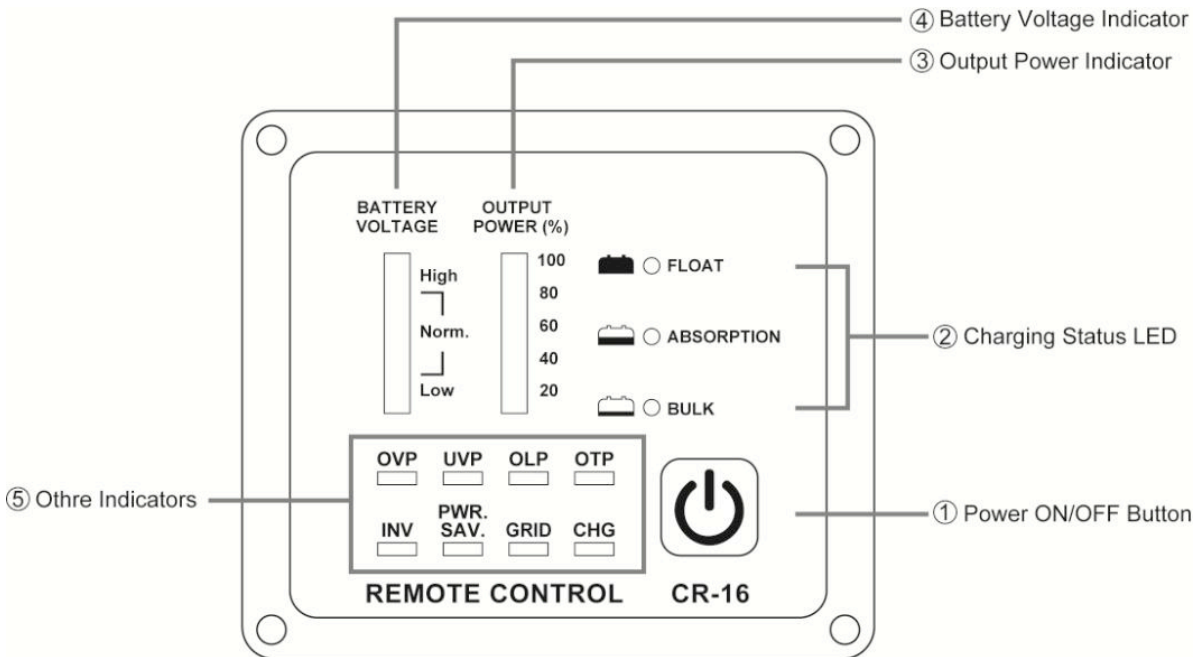 ④ Battery Voltage Indicator
③ Output Power Indicator
BATTERY
VOLTAGE
OUTPUT
POWER (%)
High
Norm.
Low
100
80
60
40
20
FLOAT
ABSORPTION
BULK
② Charging Status LED
OVP UVP OLP OTP
⑤ Othre Indicators
INV PWR. SAV. GRID CHG
① Power ON/OFF Button
REMOTE CONTROL CR-16